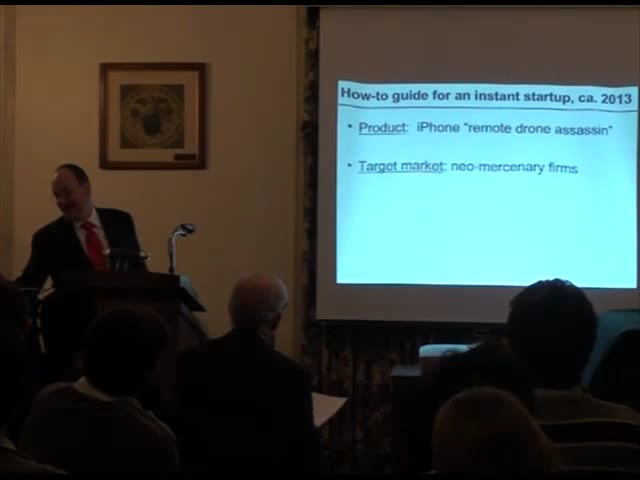 How-to guide for an instant startup, ca. 2013
• Product: iPhone "remote drone assassin"
• Target market: neo-mercenary firms